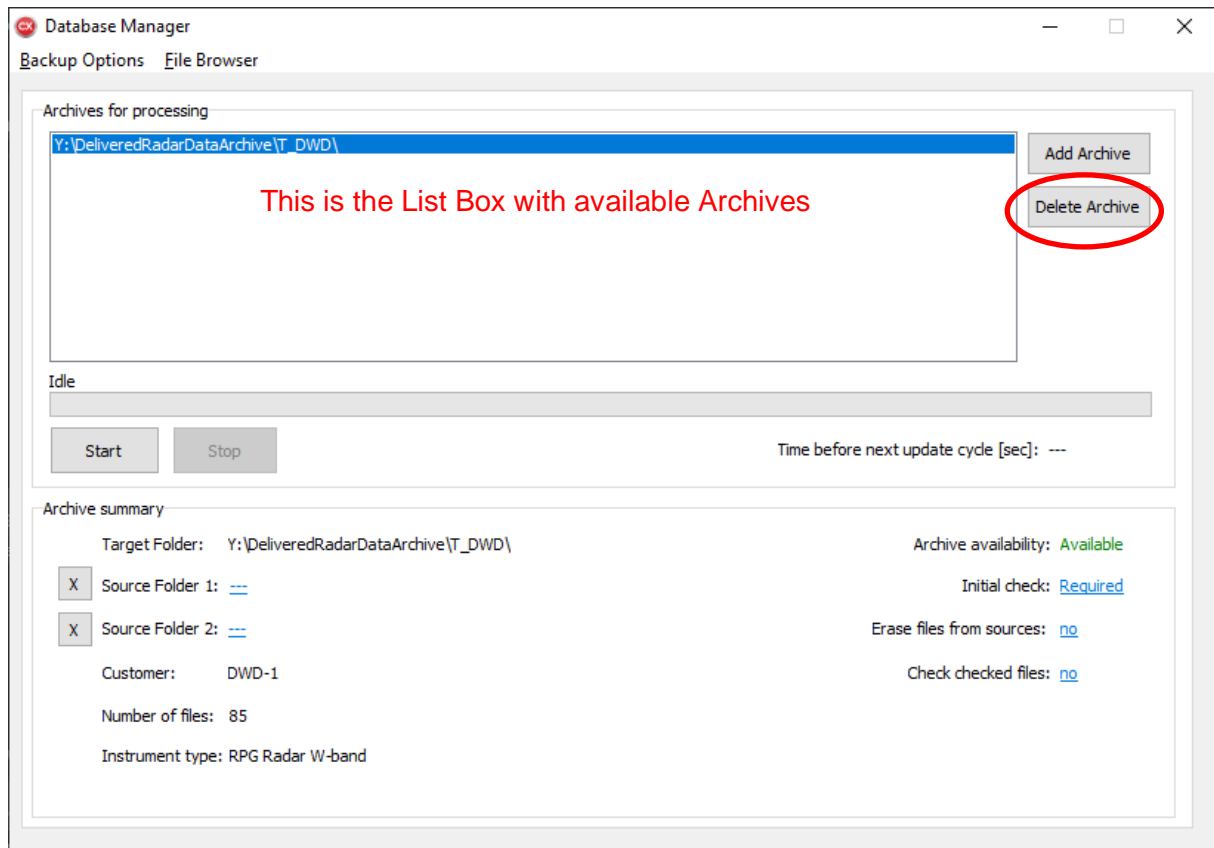 CX Database Manager
Backup Options File Browser
Archives for processing
Y:\DeliveredRadarDataArchive\T_DWD\
Add Archive
This is the List Box with available Archives
Delete Archive
Idle
Start Stop Time before next update cycle [sec]: ---
Archive summary
Target Folder: Y:\DeliveredRadarDataArchive\T_DWD\ Archive availability: Available
X Source Folder 1: --- Initial check: Required
X Source Folder 2: --- Erase files from sources: no
Customer: DWD-1 Check checked files: no
Number of files: 85
Instrument type: RPG Radar W-band